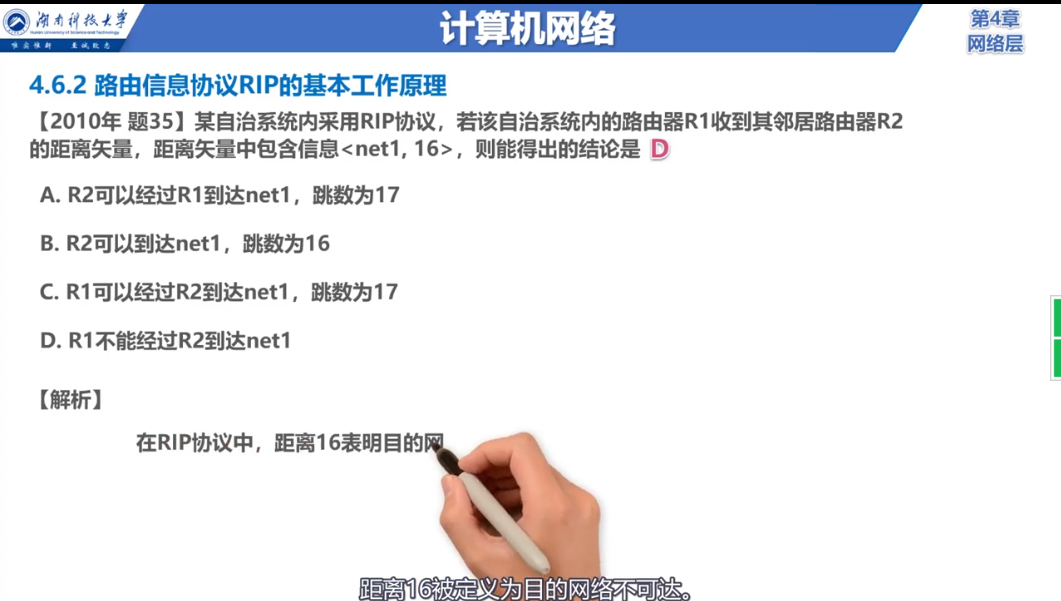 湖南科技大学
Hunan University of Science and Technology
唯实惟新 至诚致志
计算机网络
第4章
网络层
4.6.2 路由信息协议RIP的基本工作原理
【2010年 题35】某自治系统内采用RIP协议，若该自治系统内的路由器R1收到其邻居路由器R2
的距离矢量，距离矢量中包含信息<net1, 16>，则能得出的结论是 D
A. R2可以经过R1到达net1，跳数为17
B. R2可以到达net1，跳数为16
C. R1可以经过R2到达net1，跳数为17
D. R1不能经过R2到达net1
【解析】
在RIP协议中，距离16表明目的网
距离16被定义为目的网络不可达。